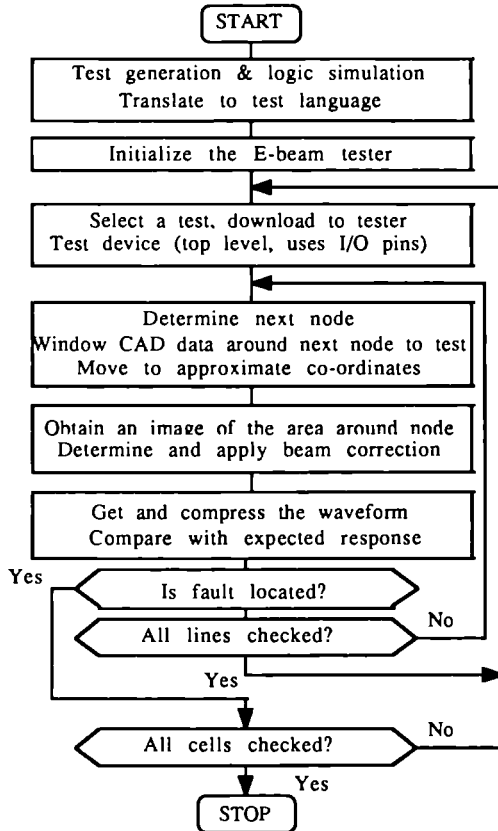 START
Test generation & logic simulation
Translate to test language
Initialize the E-beam tester
Select a test, download to tester
Test device (top level, uses I/O pins)
Determine next node
Window CAD data around next node to test
Move to approximate co-ordinates
Obtain an image of the area around node
Determine and apply beam correction
Get and compress the waveform
Compare with expected response
Yes
Is fault located?
No
All lines checked?
Yes
No
All cells checked?
Yes
STOP